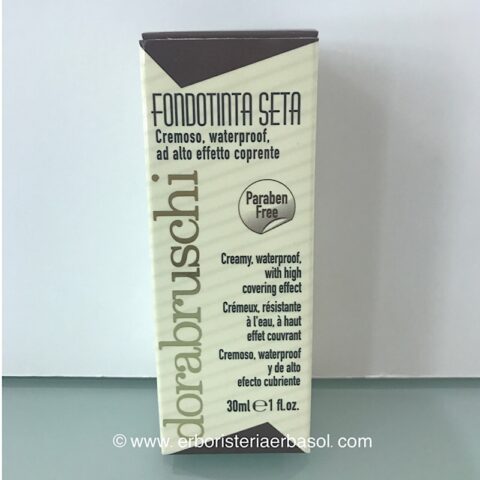 FONDOTINTA SETA
Cremoso, waterproof,
ad alto effetto coprente
dorabruschi
Paraben
Free
Creamy, waterproof,
with high
covering effect
Crémeux, résistante
à l'eau, à haut
effet couvrant
Cremoso, waterproof
y de alto
efecto cubriente
30ml ℮ 1 fl.oz.
© www.erboristeriaerbasol.com